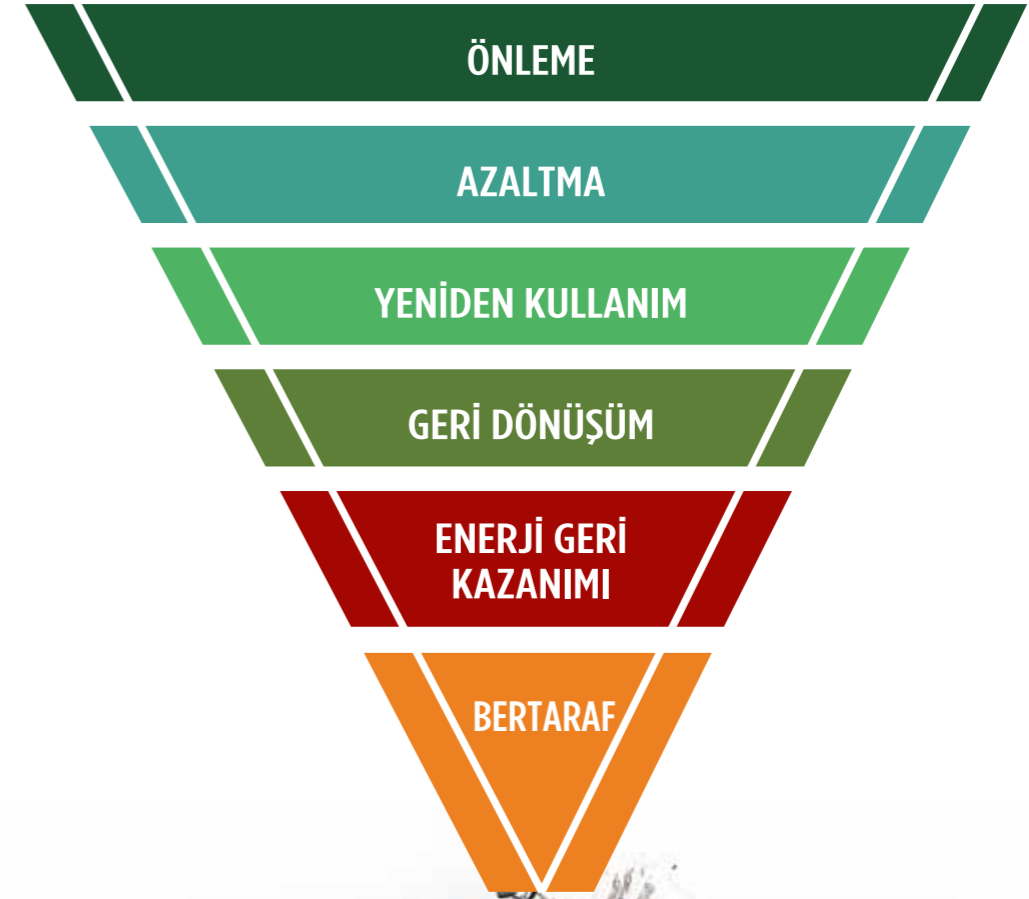 ÖNLEME
AZALTMA
YENİDEN KULLANIM
GERİ DÖNÜŞÜM
ENERJİ GERİ
KAZANIMI
BERTARAF